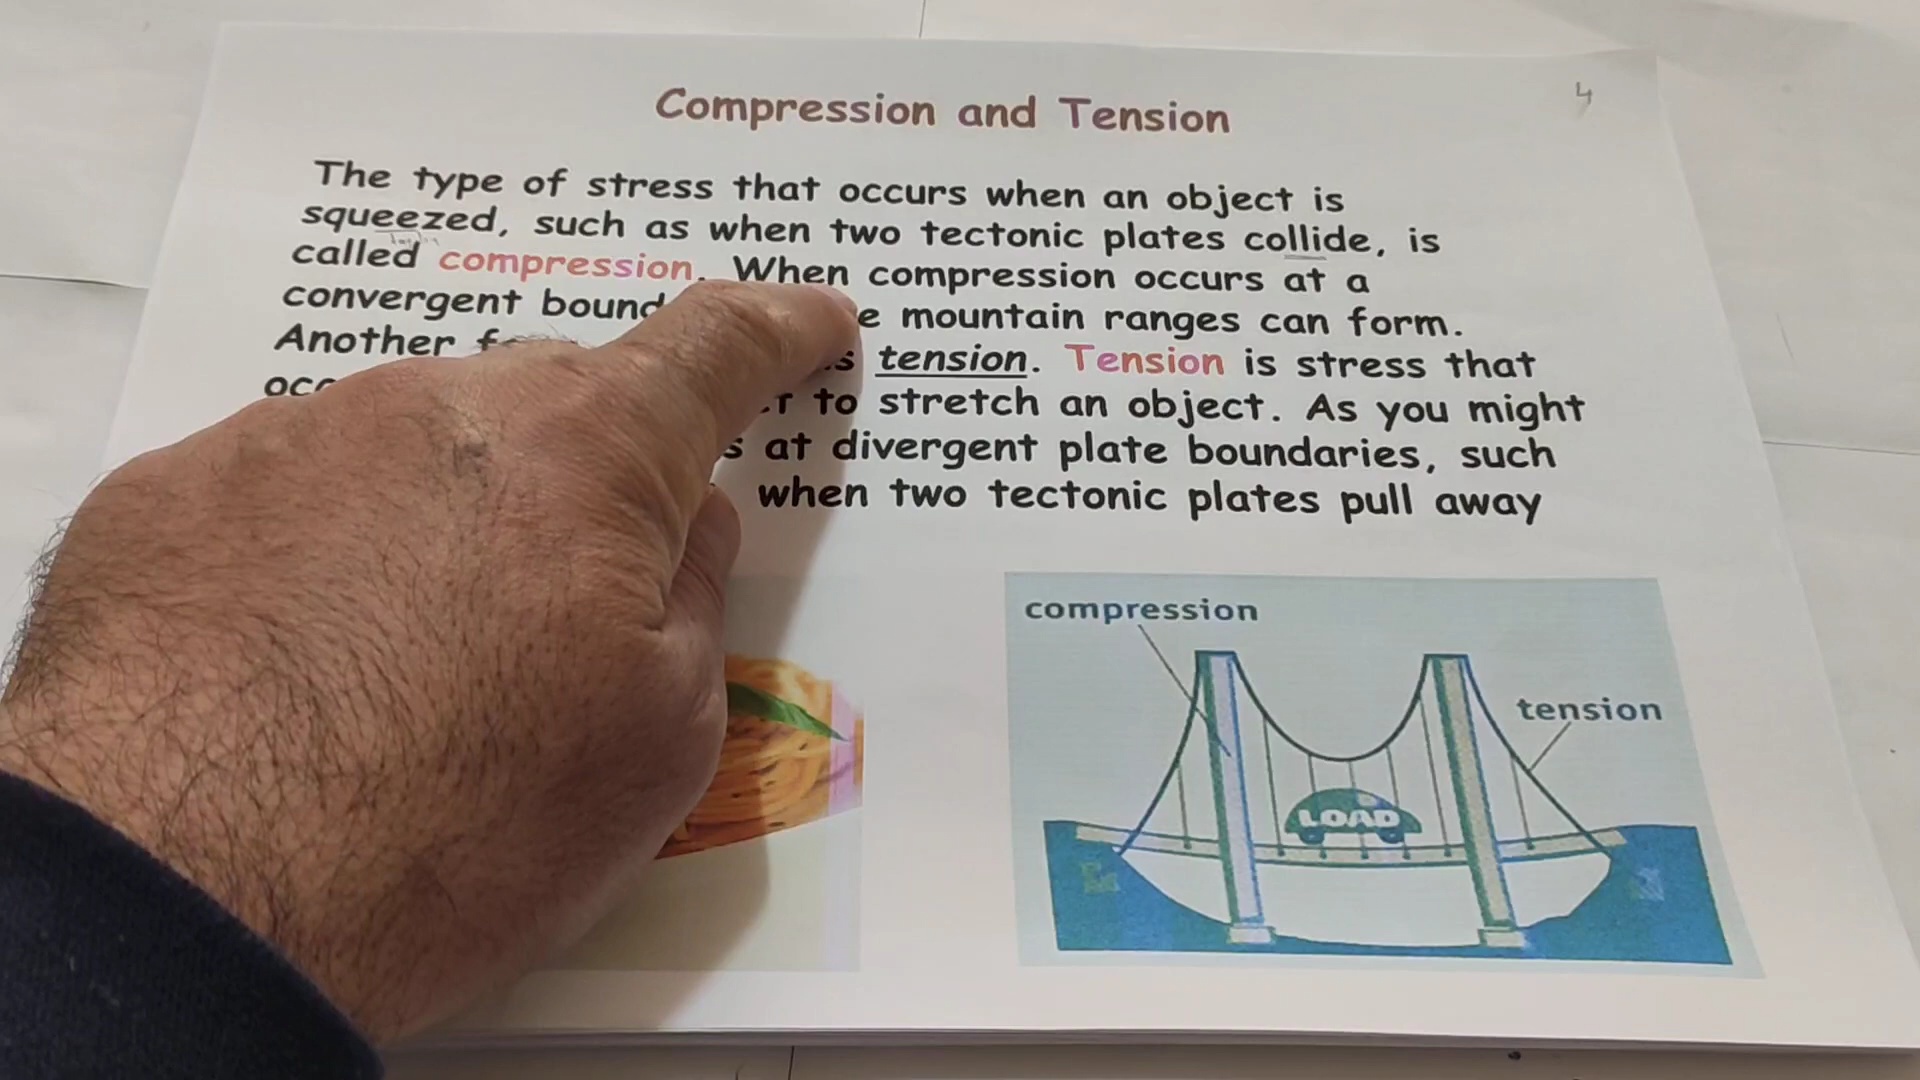 4
Compression and Tension
The type of stress that occurs when an object is
squeezed, such as when two tectonic plates collide, is
called compression. When compression occurs at a
convergent mountain ranges can form.
Another tension. Tension is stress that
to stretch an object. As you might
at divergent plate boundaries, such
when two tectonic plates pull away
compression
tension
LOAD